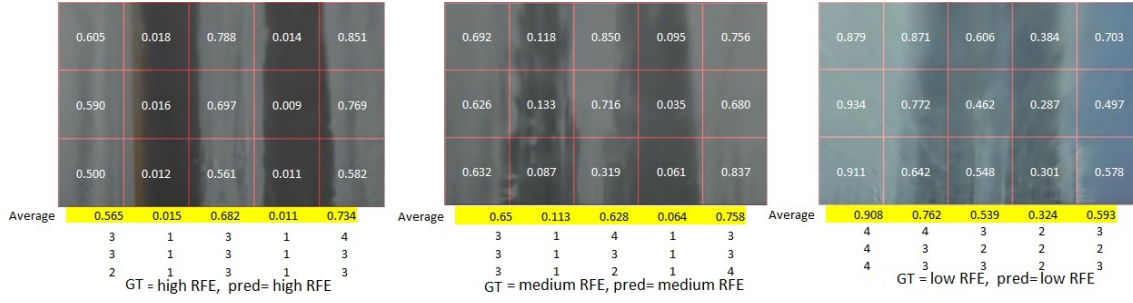 0.605 0.018 0.788 0.014 0.851
0.590 0.016 0.697 0.009 0.769
0.500 0.012 0.561 0.011 0.582
Average 0.565 0.015 0.682 0.011 0.734
3 1 3 1 4
3 1 3 1 3
2 1 3 1 3
GT = high RFE, pred= high RFE
0.692 0.118 0.850 0.095 0.756
0.626 0.133 0.716 0.035 0.680
0.632 0.087 0.319 0.061 0.837
Average 0.65 0.113 0.628 0.064 0.758
3 1 4 1 3
3 1 3 1 3
3 1 2 1 4
GT = medium RFE, pred= medium RFE
0.879 0.871 0.606 0.384 0.703
0.934 0.772 0.462 0.287 0.497
0.911 0.642 0.548 0.301 0.578
Average 0.908 0.762 0.539 0.324 0.593
4 4 3 2 3
4 3 2 2 2
4 3 3 2 3
GT = low RFE, pred= low RFE